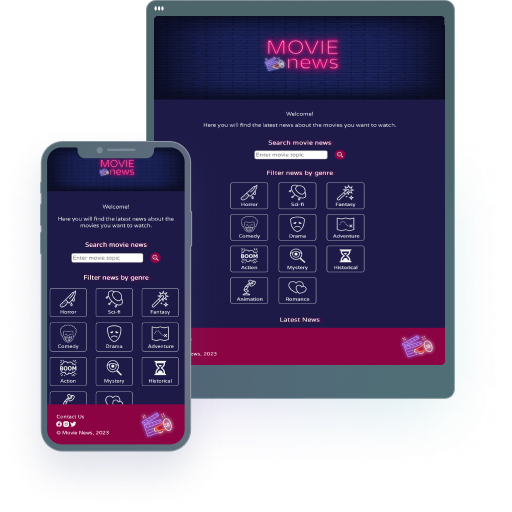 MOVIE
news
Welcome!
Here you will find the latest news about the movies you want to watch.
Search movie news
Enter movie topic
Filter news by genre
Horror
Sci-fi
Fantasy
Comedy
Drama
Adventure
BOOM
Action
Mystery
Historical
Animation
Romance
Latest News
ews, 2023
MOVIE
news
Welcome!
Here you will find the latest news about the
movies you want to watch.
Search movie news
Enter movie topic
Filter news by genre
Horror
Sci-fi
Fantasy
Comedy
Drama
Adventure
BOOM
Action
Mystery
Historical
Contact Us
© Movie News, 2023